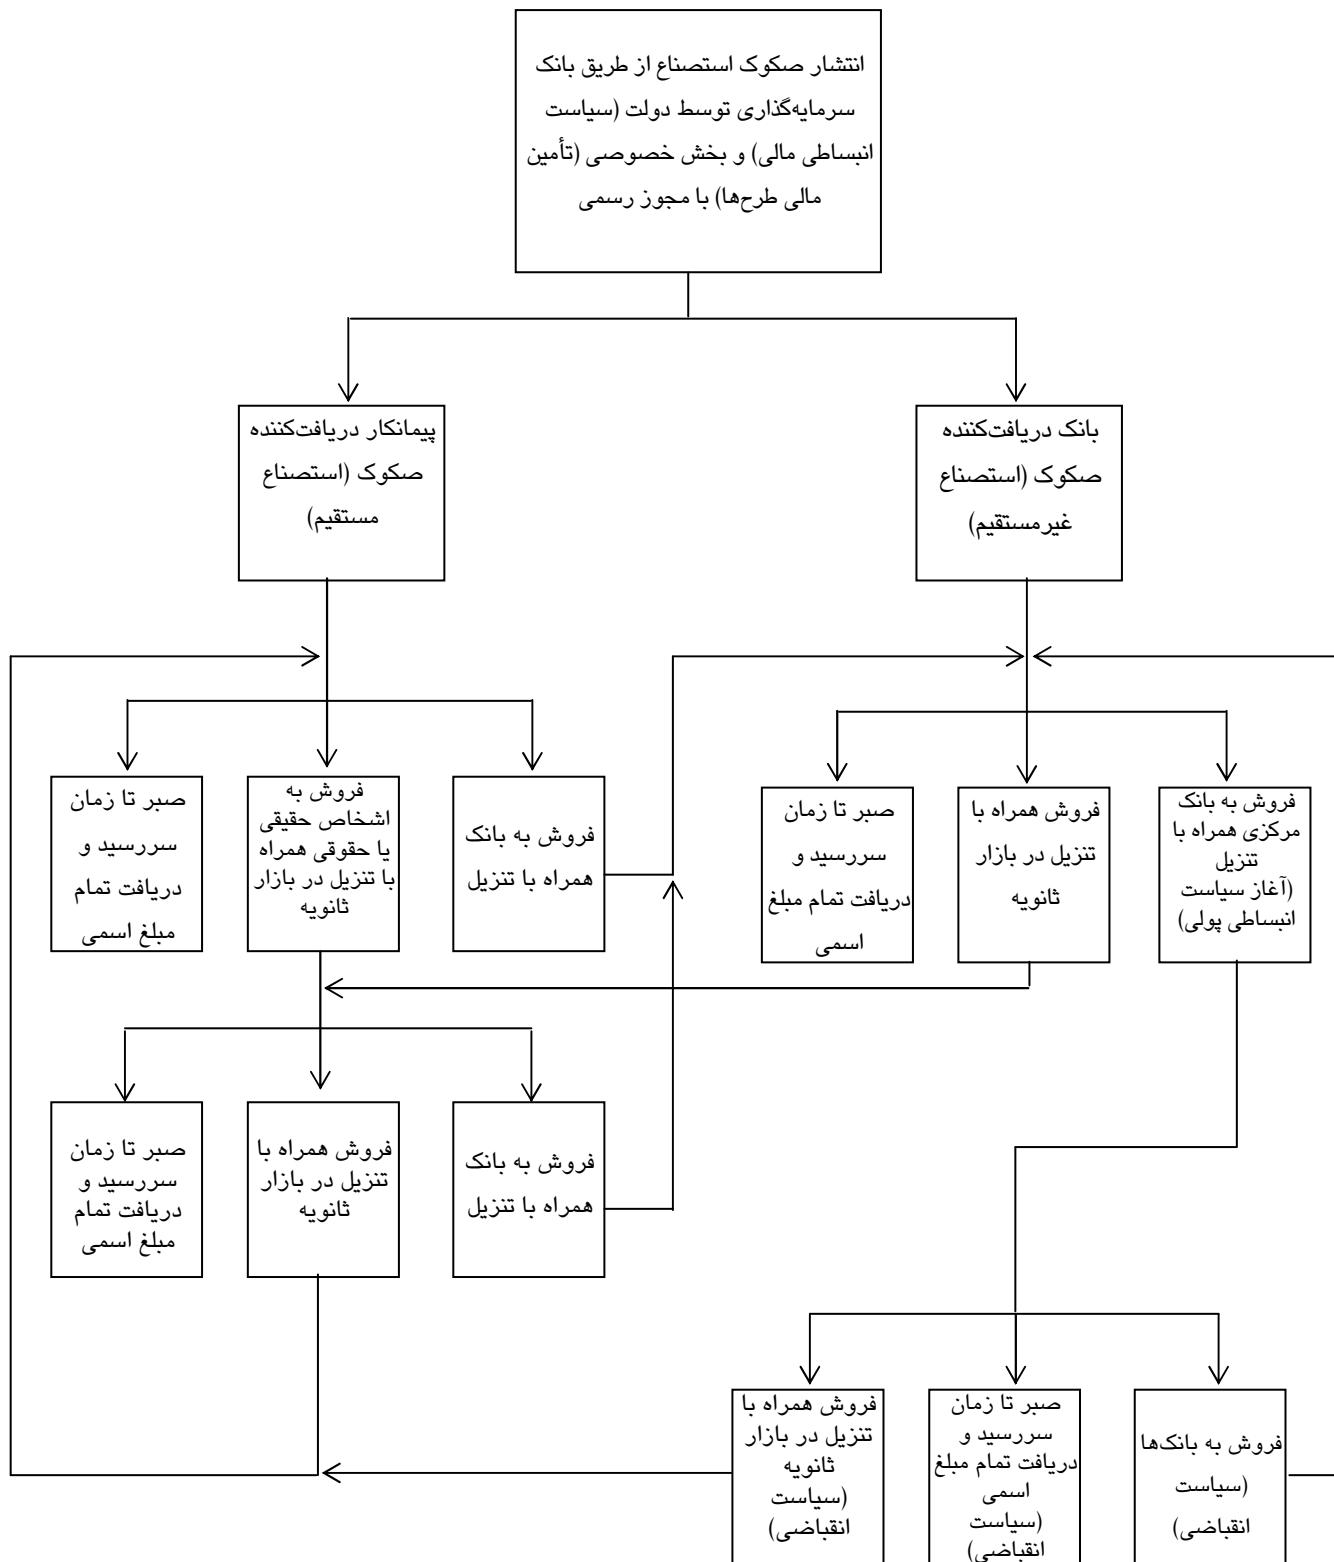 انتشار صکوک استصناع از طریق بانک
سرمایه‌گذاری توسط دولت (سیاست
انبساطی مالی) و بخش خصوصی (تأمین
مالی طرح‌ها) با مجوز رسمی
بانک دریافت‌کننده
صکوک (استصناع
غیرمستقیم)
پیمانکار دریافت‌کننده
صکوک (استصناع
مستقیم)
فروش به بانک
مرکزی همراه با
تنزیل
(آغاز سیاست
انبساطی پولی)
فروش همراه با
تنزیل در بازار
ثانویه
صبر تا زمان
سررسید و
دریافت تمام مبلغ
اسمی
فروش به بانک
همراه با تنزیل
فروش به
اشخاص حقیقی
یا حقوقی همراه
با تنزیل در بازار
ثانویه
صبر تا زمان
سررسید و
دریافت تمام
مبلغ اسمی
فروش به بانک
همراه با تنزیل
فروش همراه با
تنزیل در بازار
ثانویه
صبر تا زمان
سررسید و
دریافت تمام
مبلغ اسمی
فروش به بانک‌ها
(سیاست
انقباضی)
صبر تا زمان
سررسید و
دریافت تمام مبلغ
اسمی
(سیاست
انقباضی)
فروش همراه با
تنزیل در بازار
ثانویه
(سیاست
انقباضی)